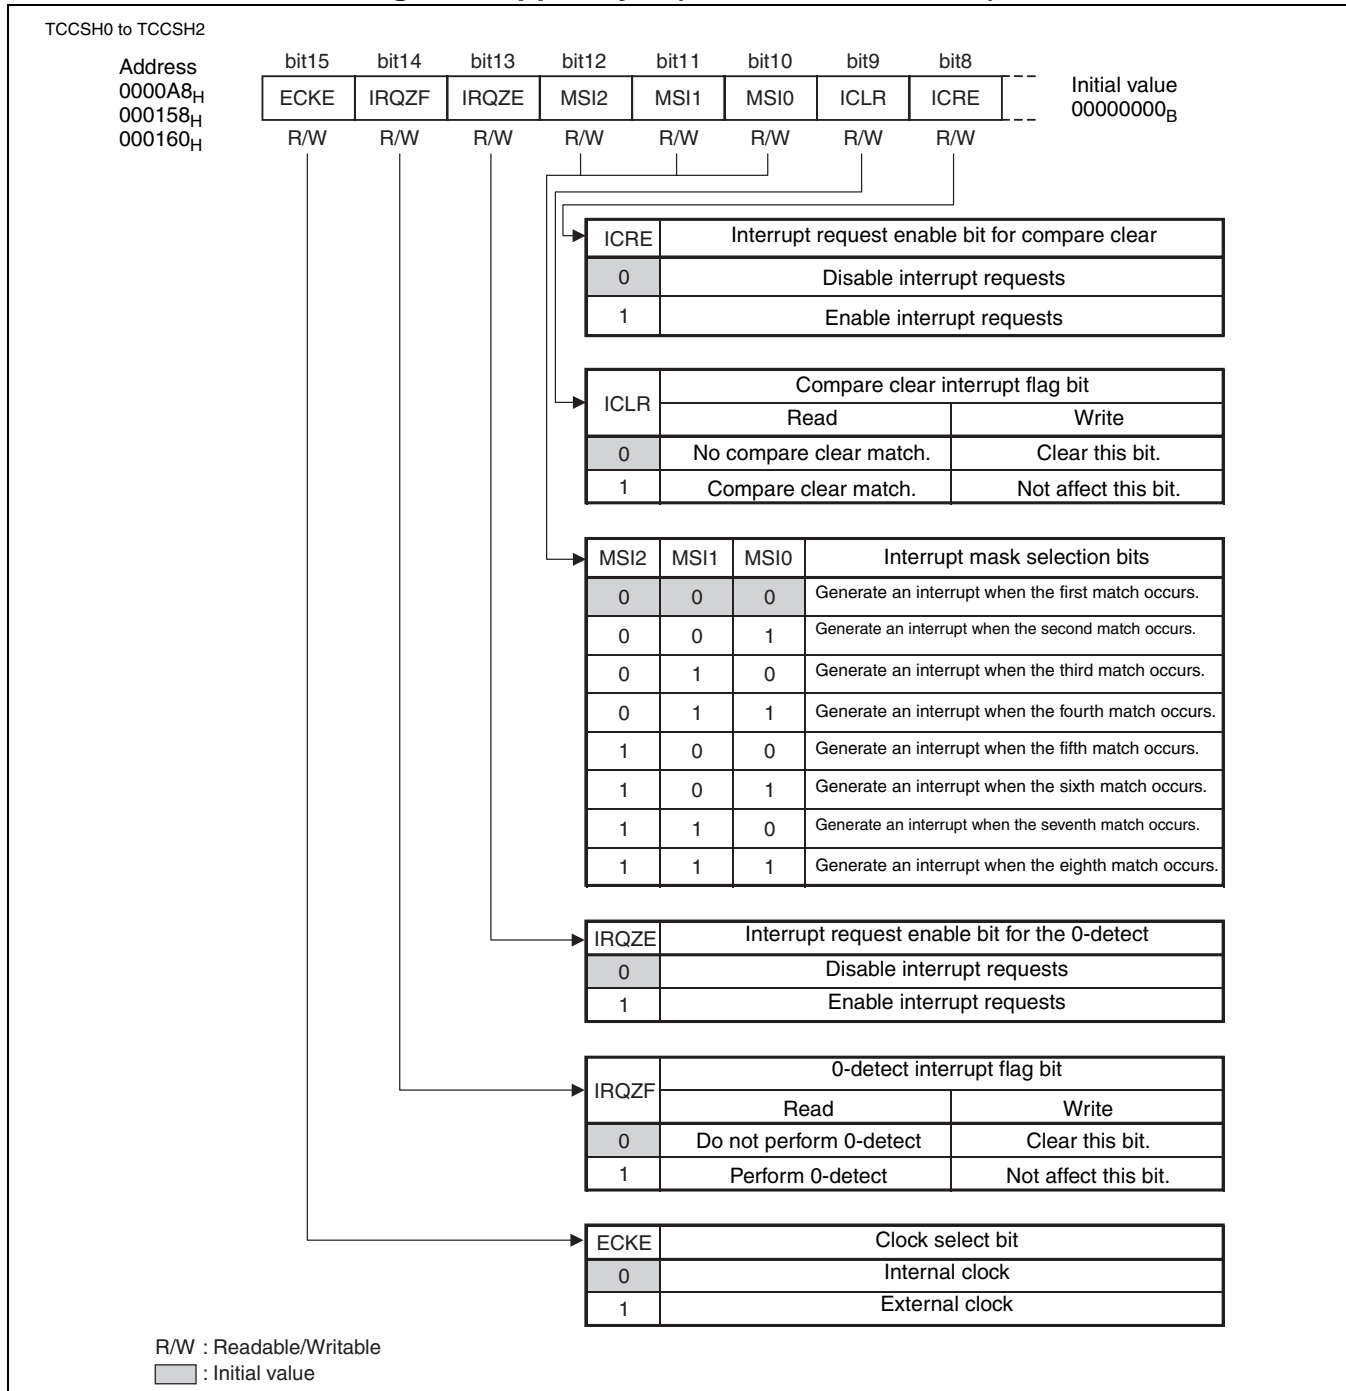 TCCSH0 to TCCSH2
Address
0000A8H
000158H
000160H
bit15 bit14 bit13 bit12 bit11 bit10 bit9 bit8
ECKE IRQZF IRQZE MSI2 MSI1 MSI0 ICLR ICRE
R/W R/W R/W R/W R/W R/W R/W R/W
Initial value
00000000B
ICRE Interrupt request enable bit for compare clear
0 Disable interrupt requests
1 Enable interrupt requests
ICLR Compare clear interrupt flag bit
Read Write
0 No compare clear match. Clear this bit.
1 Compare clear match. Not affect this bit.
MSI2 MSI1 MSI0 Interrupt mask selection bits
0 0 0 Generate an interrupt when the first match occurs.
0 0 1 Generate an interrupt when the second match occurs.
0 1 0 Generate an interrupt when the third match occurs.
0 1 1 Generate an interrupt when the fourth match occurs.
1 0 0 Generate an interrupt when the fifth match occurs.
1 0 1 Generate an interrupt when the sixth match occurs.
1 1 0 Generate an interrupt when the seventh match occurs.
1 1 1 Generate an interrupt when the eighth match occurs.
IRQZE Interrupt request enable bit for the 0-detect
0 Disable interrupt requests
1 Enable interrupt requests
IRQZF 0-detect interrupt flag bit
Read Write
0 Do not perform 0-detect Clear this bit.
1 Perform 0-detect Not affect this bit.
ECKE Clock select bit
0 Internal clock
1 External clock
R/W : Readable/Writable
: Initial value